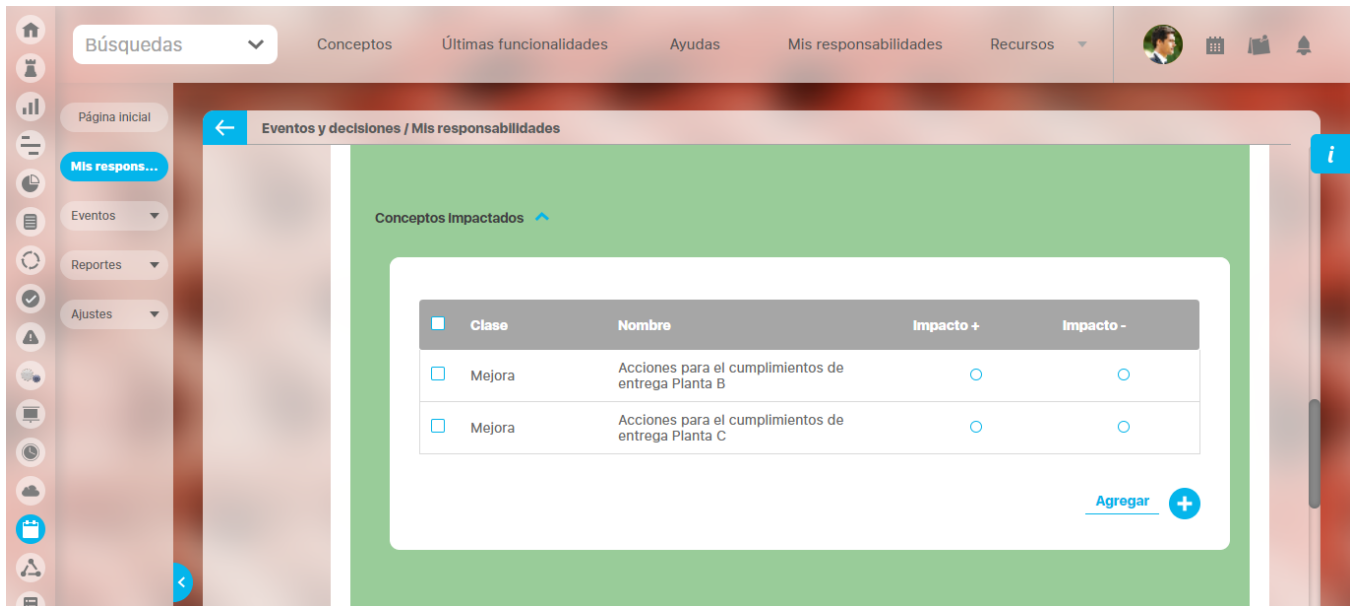 Búsquedas
Conceptos
Últimas funcionalidades
Ayudas
Mis responsabilidades
Recursos
Página inicial
Mis respons...
Eventos
Reportes
Ajustes
Eventos y decisiones / Mis responsabilidades
i
Conceptos Impactados
Clase Nombre Impacto + Impacto -
Mejora
Acciones para el cumplimientos de
entrega Planta B
Mejora
Acciones para el cumplimientos de
entrega Planta C
Agregar